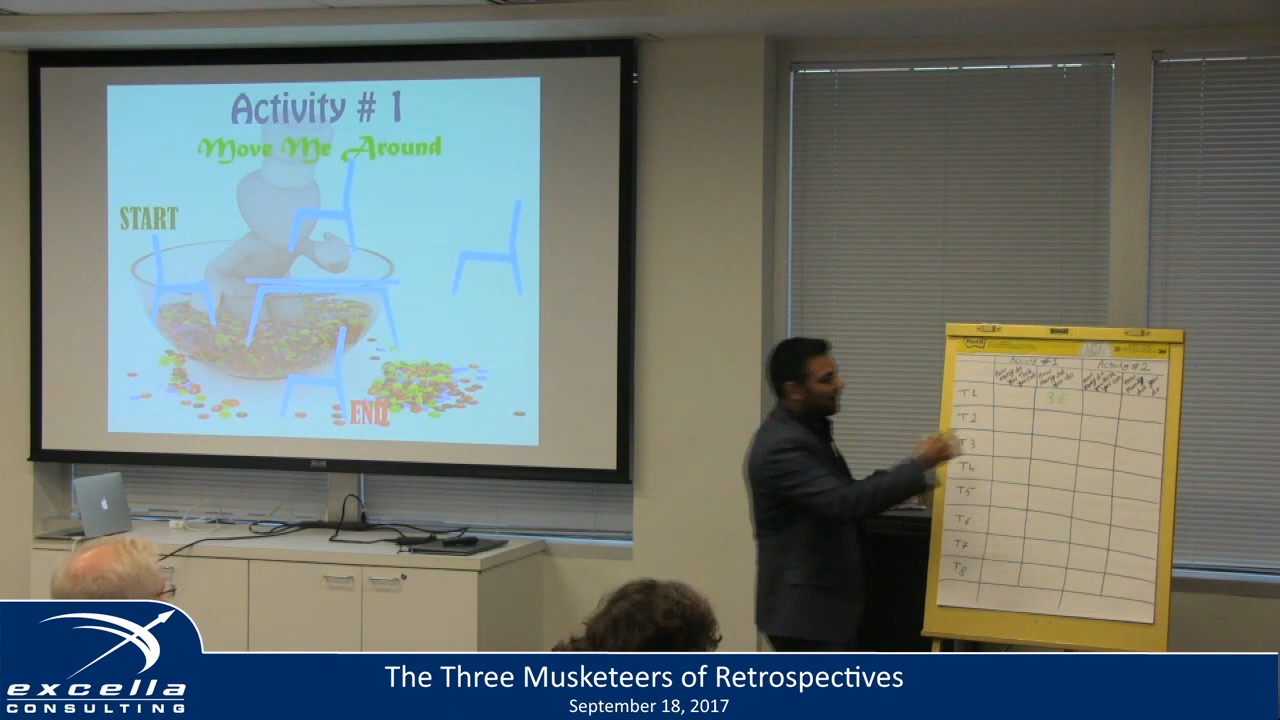 Activity # 1
Move Me Around
START
END
Activity #1
Activity #2
T1
36
T2
T3
T4
T5
T6
T7
T8
excella
CONSULTING
The Three Musketeers of Retrospectives
September 18, 2017